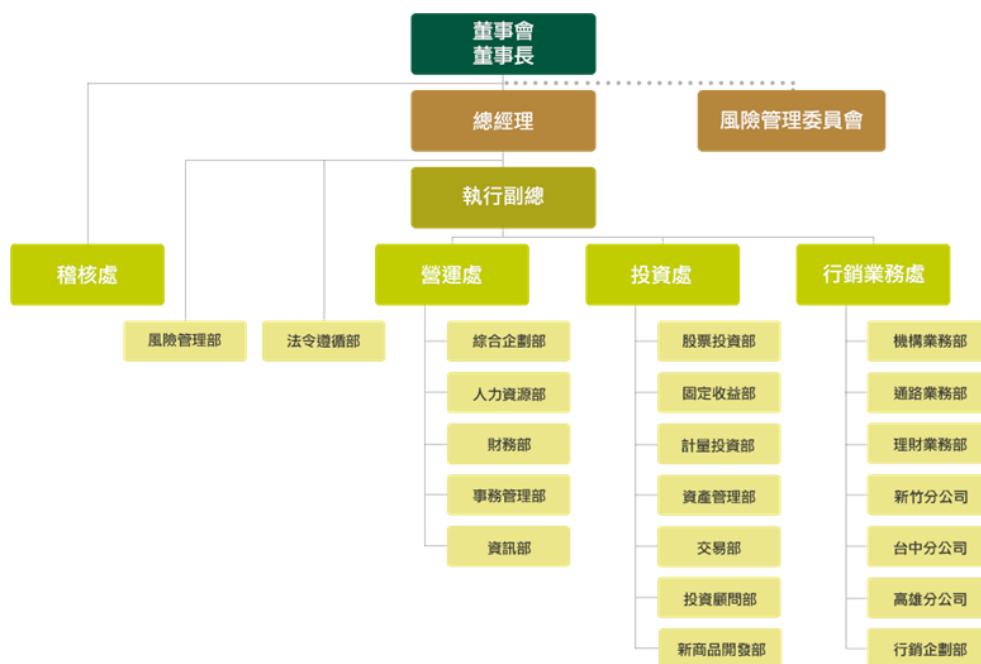 董事會
董事長
總經理
風險管理委員會
執行副總
稽核處
營運處
投資處
行銷業務處
風險管理部
法令遵循部
綜合企劃部
股票投資部
機構業務部
人力資源部
固定收益部
通路業務部
財務部
計量投資部
理財業務部
事務管理部
資產管理部
新竹分公司
資訊部
交易部
台中分公司
投資顧問部
高雄分公司
新商品開發部
行銷企劃部